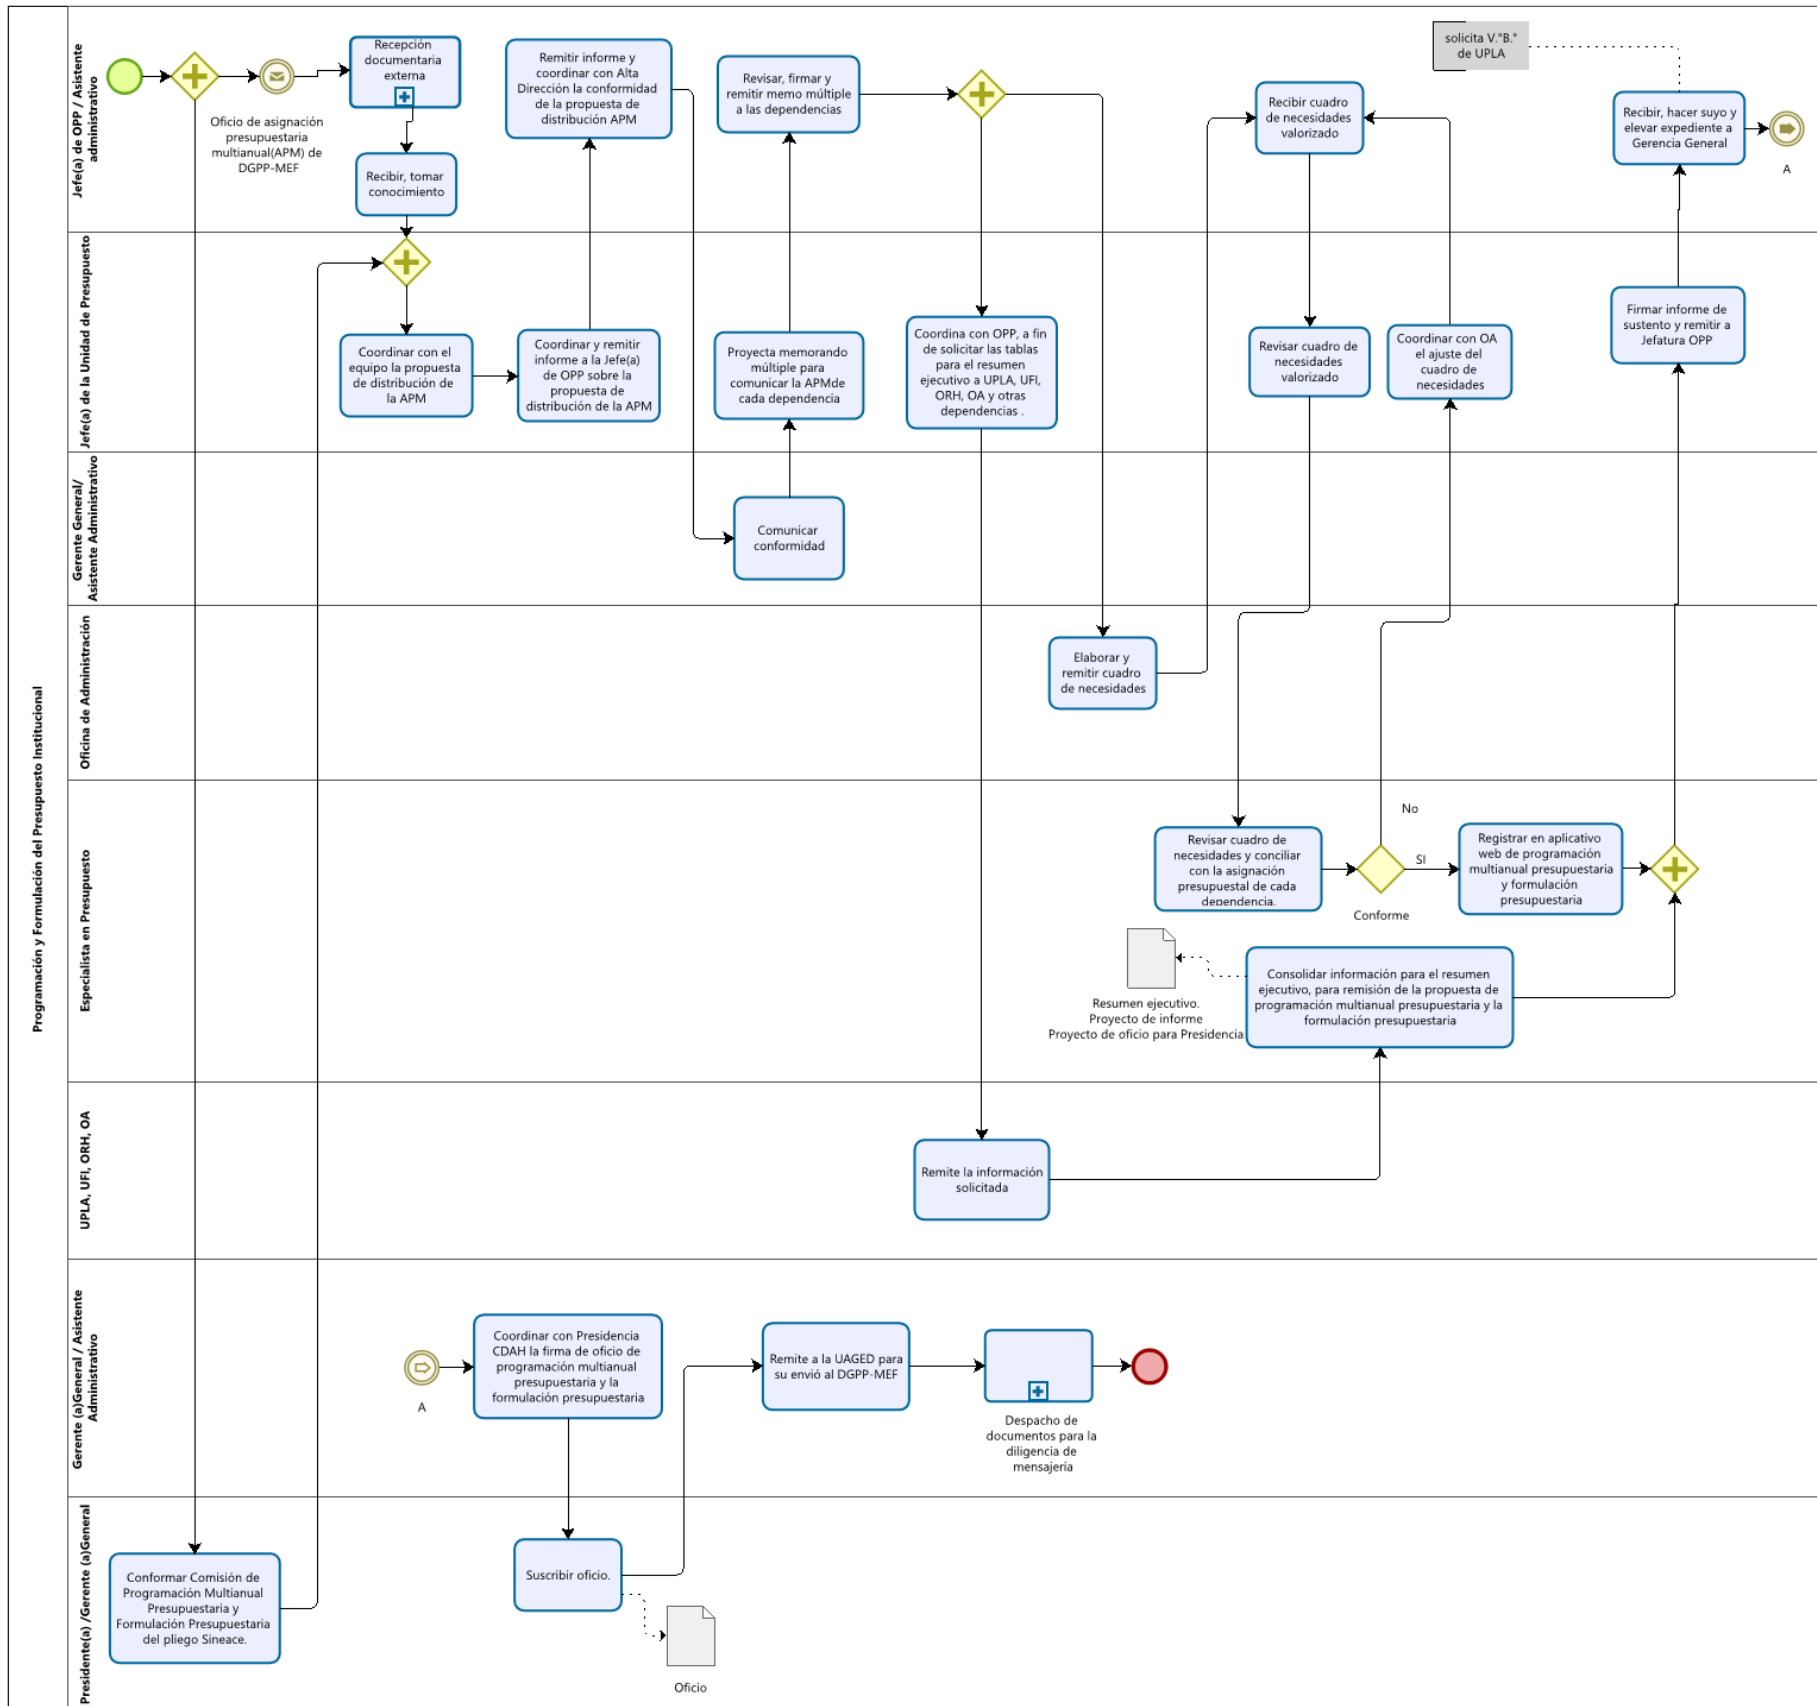 Programación y Formulación del Presupuesto Institucional
Jefe(a) de OPP / Asistente
administrativo
Oficio de asignación
presupuestaria
multianual(APM) de
DGPP-MEF
Recepción
documentaria
externa
Recibir, tomar
conocimiento
Remitir informe y
coordinar con Alta
Dirección la conformidad
de la propuesta de
distribución APM
Revisar, firmar y
remitir memo múltiple
a las dependencias
Recibir cuadro
de necesidades
valorizado
solicita V.°B.°
de UPLA
Recibir, hacer suyo y
elevar expediente a
Gerencia General
A
Jefe(a) de la Unidad de Presupuesto
Coordinar con el
equipo la propuesta
de distribución de
la APM
Coordinar y remitir
informe a la Jefe(a)
de OPP sobre la
propuesta de
distribución de la APM
Proyecta memorando
múltiple para
comunicar la APMde
cada dependencia
Coordina con OPP, a fin
de solicitar las tablas
para el resumen
ejecutivo a UPLA, UFI,
ORH, OA y otras
dependencias .
Revisar cuadro de
necesidades
valorizado
Coordinar con OA
el ajuste del
cuadro de
necesidades
Firmar informe de
sustento y remitir a
Jefatura OPP
Gerente General/
Asistente Administrativo
Comunicar
conformidad
Oficina de Administración
Elaborar y
remitir cuadro
de necesidades
Especialista en Presupuesto
Revisar cuadro de
necesidades y conciliar
con la asignación
presupuestal de cada
dependencia.
No
SI
Conforme
Registrar en aplicativo
web de programación
multianual presupuestaria
y formulación
presupuestaria
Resumen ejecutivo.
Proyecto de informe
Proyecto de oficio para Presidencia
Consolidar información para el resumen
ejecutivo, para remisión de la propuesta de
programación multianual presupuestaria y la
formulación presupuestaria
UPLA, UFI, ORH, OA
Remite la información
solicitada
Gerente (a)General / Asistente
Administrativo
A
Coordinar con Presidencia
CDAH la firma de oficio de
programación multianual
presupuestaria y la
formulación presupuestaria
Remite a la UAGED para
su envió al DGPP-MEF
Despacho de
documentos para la
diligencia de
mensajería
Presidente(a) /Gerente (a)General
Conformar Comisión de
Programación Multianual
Presupuestaria y
Formulación Presupuestaria
del pliego Sineace.
Suscribir oficio.
Oficio